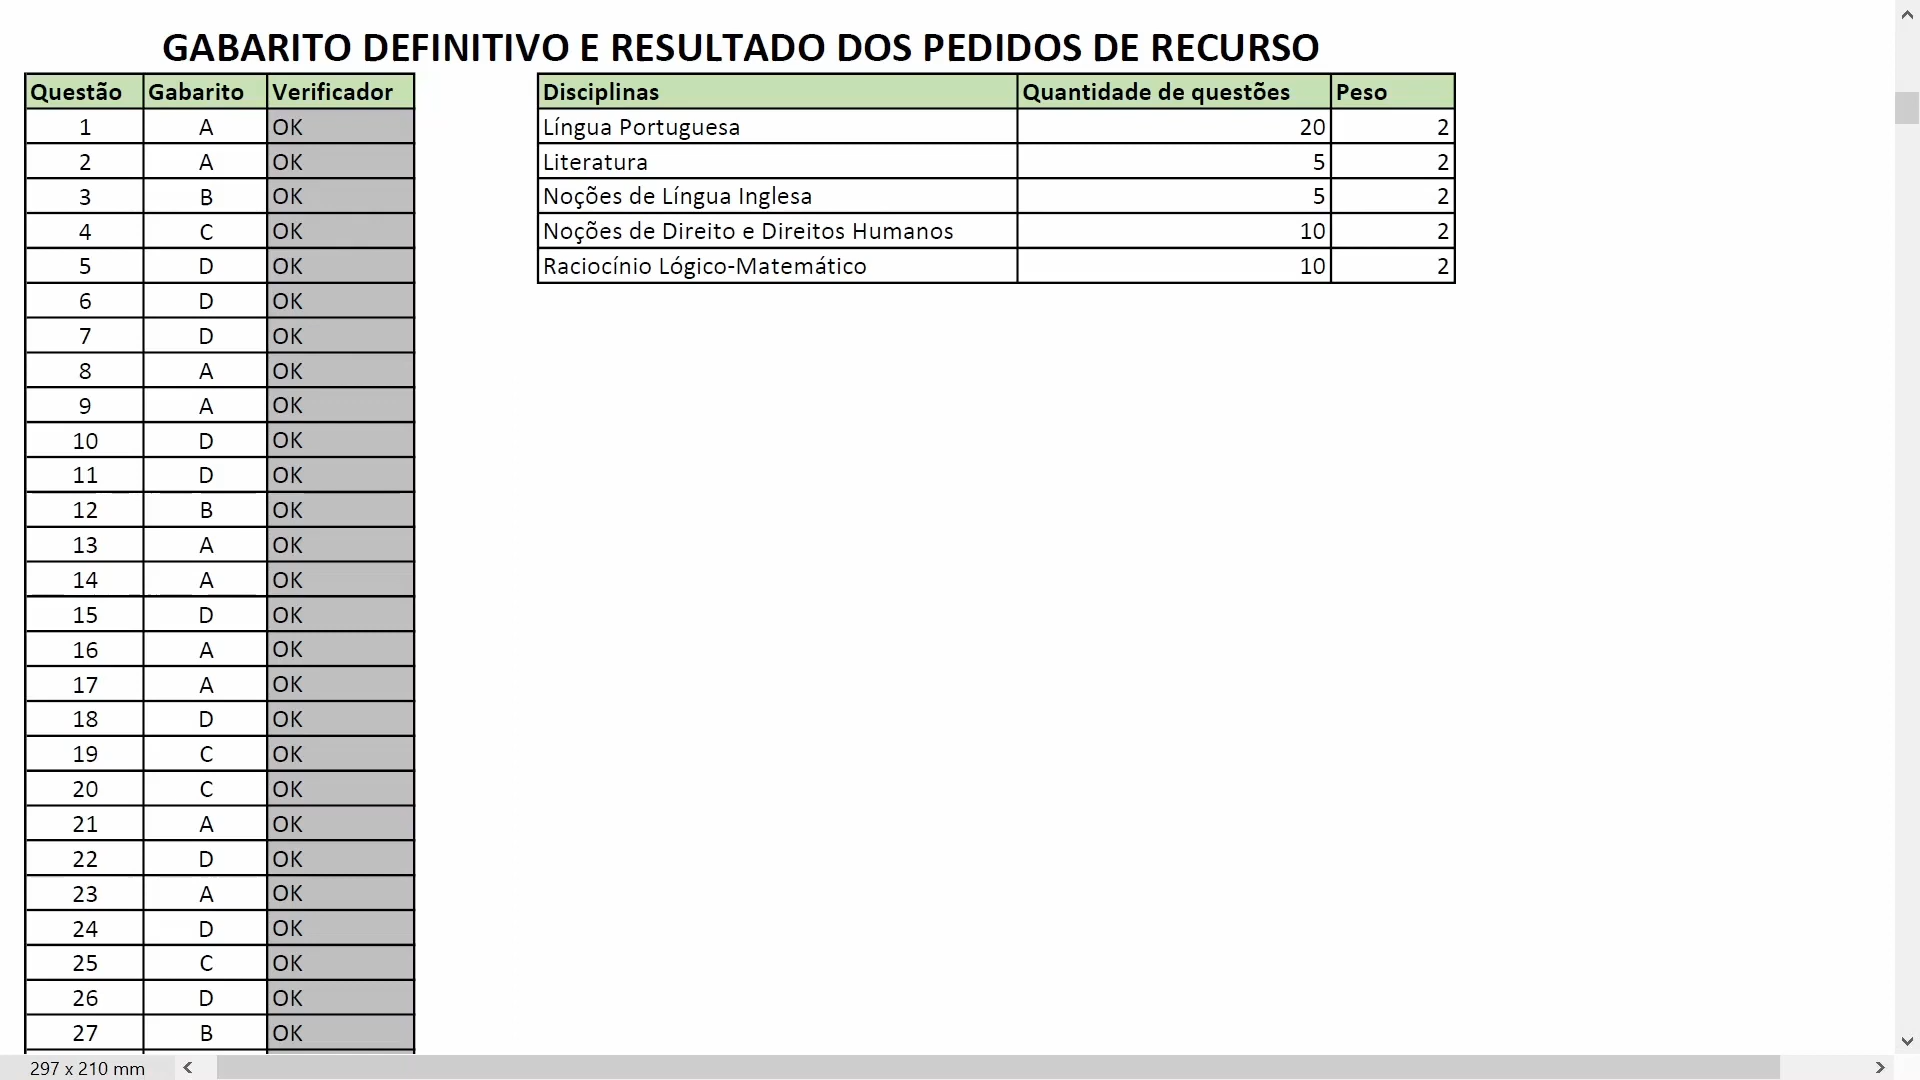 GABARITO DEFINITIVO E RESULTADO DOS PEDIDOS DE RECURSO
Questão Gabarito Verificador
1 A OK
2 A OK
3 B OK
4 C OK
5 D OK
6 D OK
7 D OK
8 A OK
9 A OK
10 D OK
11 D OK
12 B OK
13 A OK
14 A OK
15 D OK
16 A OK
17 A OK
18 D OK
19 C OK
20 C OK
21 A OK
22 D OK
23 A OK
24 D OK
25 C OK
26 D OK
27 B OK
Disciplinas Quantidade de questões Peso
Língua Portuguesa 20 2
Literatura 5 2
Noções de Língua Inglesa 5 2
Noções de Direito e Direitos Humanos 10 2
Raciocínio Lógico-Matemático 10 2
297 x 210 mm